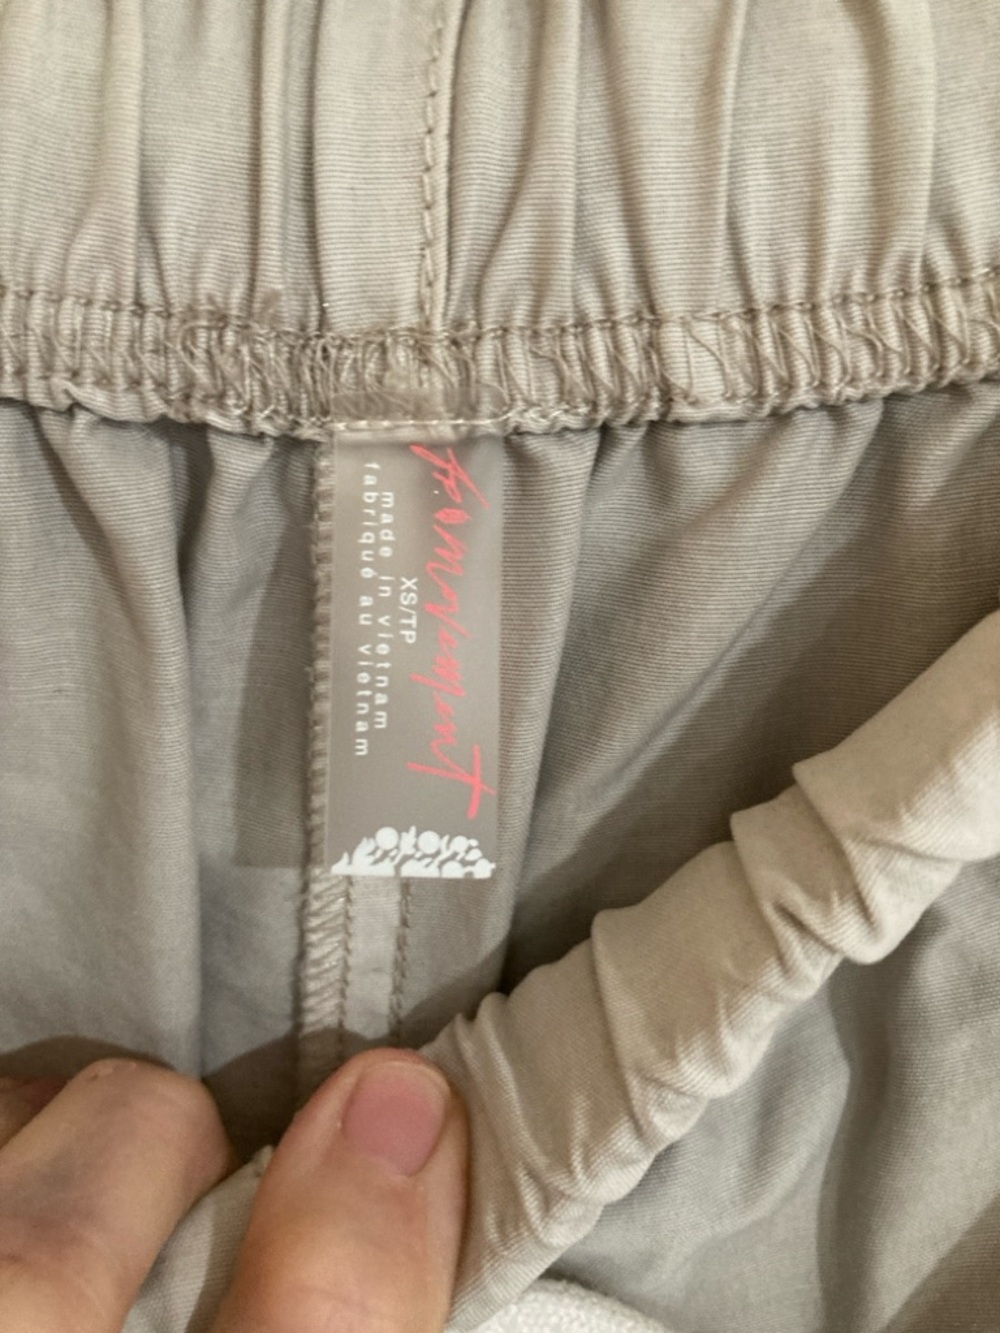 fp.movement
XS/TP
made in vietnam
fabriqué au vietnam